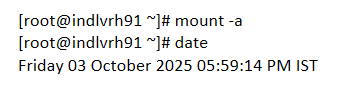 [root@indlvrh91 ~]# mount -a
[root@indlvrh91 ~]# date
Friday 03 October 2025 05:59:14 PM IST